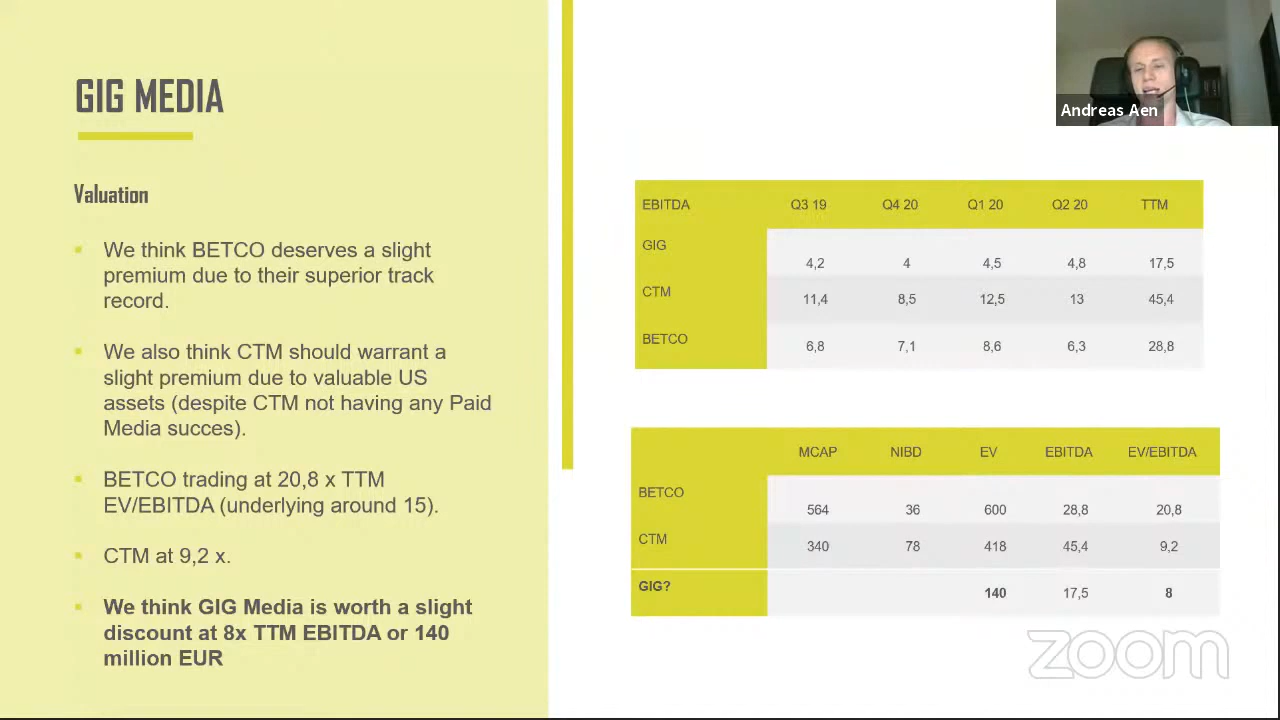 GIG MEDIA
Andreas Aen
Valuation
We think BETCO deserves a slight
premium due to their superior track
record.
We also think CTM should warrant a
slight premium due to valuable US
assets (despite CTM not having any Paid
Media succes).
BETCO trading at 20,8 x TTM
EV/EBITDA (underlying around 15).
CTM at 9,2 x.
We think GIG Media is worth a slight
discount at 8x TTM EBITDA or 140
million EUR
EBITDA Q3 19 Q4 20 Q1 20 Q2 20 TTM
GIG 4,2 4 4,5 4,8 17,5
CTM 11,4 8,5 12,5 13 45,4
BETCO 6,8 7,1 8,6 6,3 28,8
MCAP NIBD EV EBITDA EV/EBITDA
BETCO 564 36 600 28,8 20,8
CTM 340 78 418 45,4 9,2
GIG? 140 17,5 8
zoom